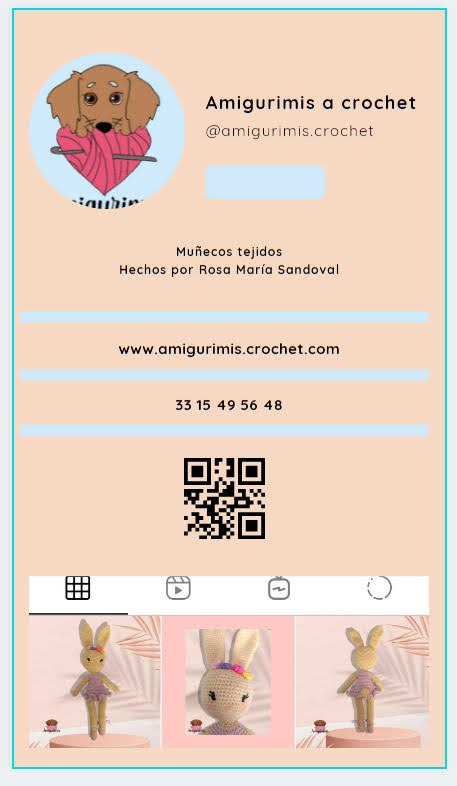 Amigurimis a crochet
@amigurimis.crochet
Muñecos tejidos
Hechos por Rosa María Sandoval
www.amigurimis.crochet.com
33 15 49 56 48